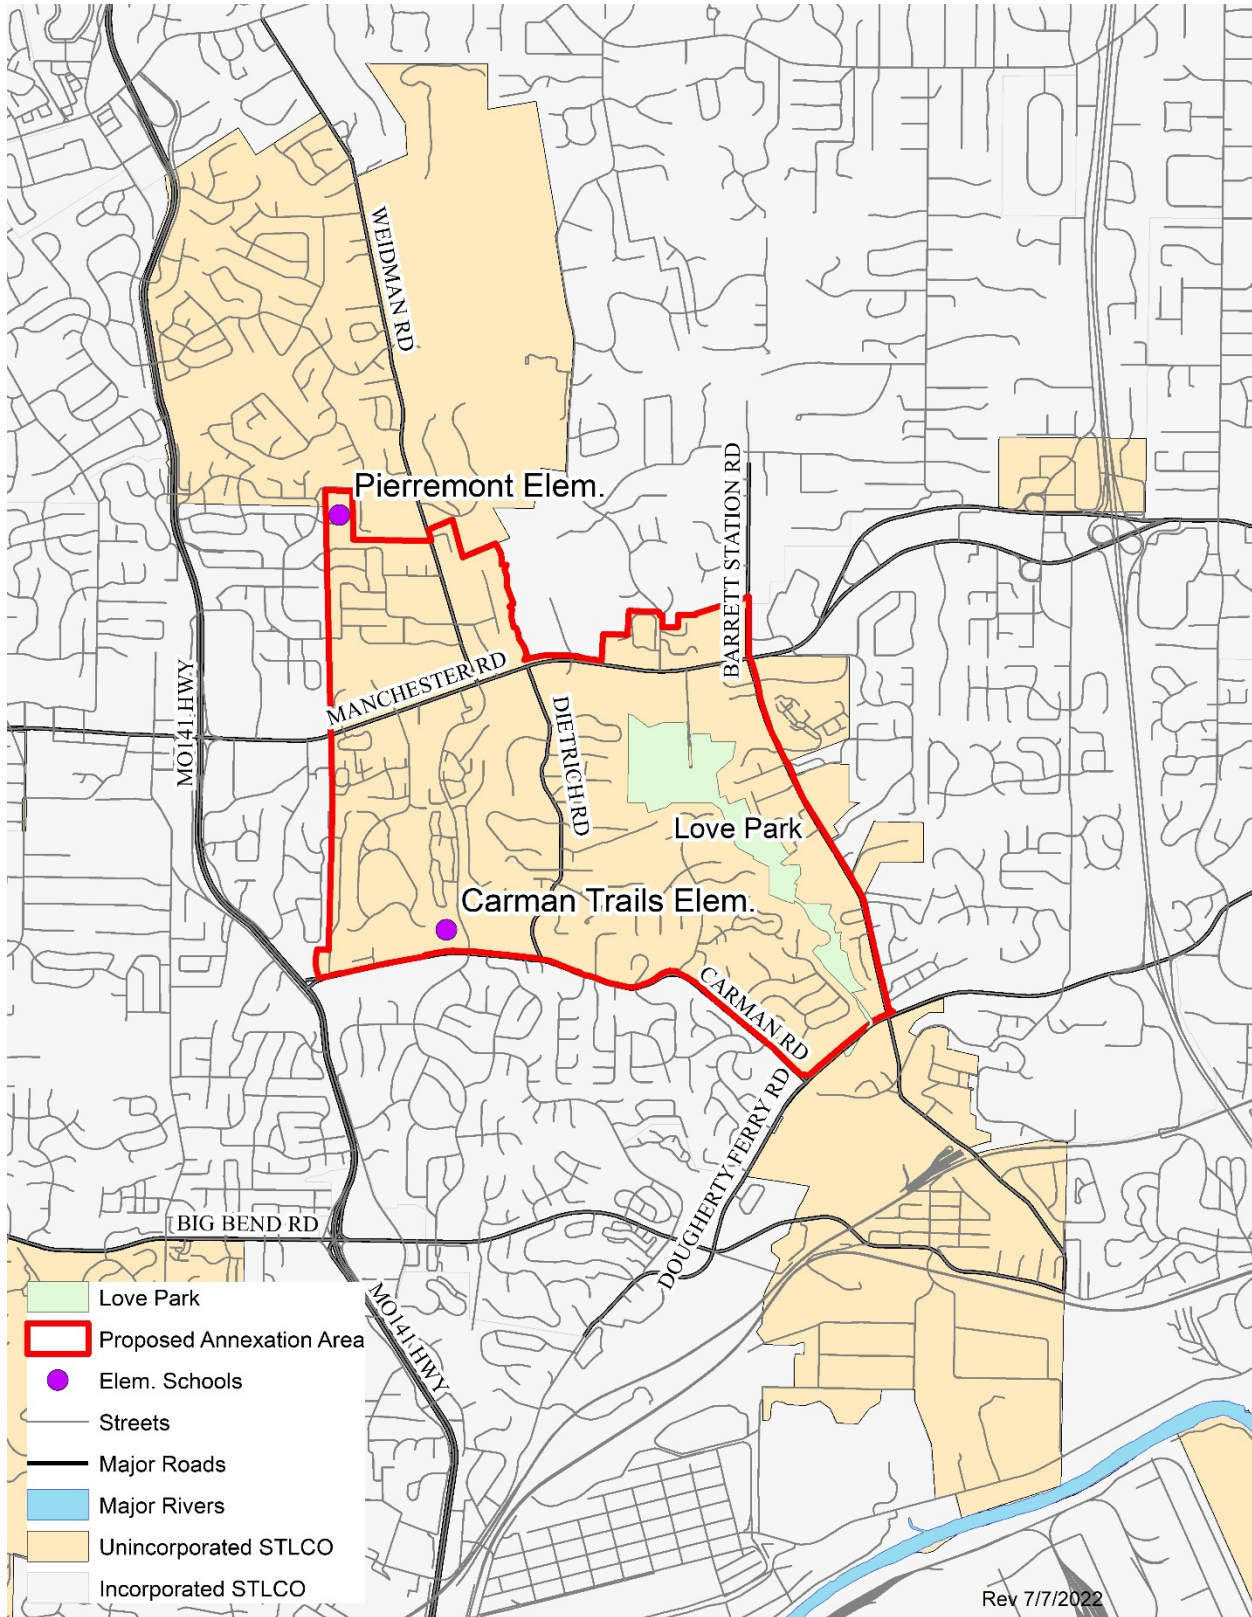 WEIDMAN RD
Pierremont Elem.
BARRETT STATION RD
MANCHESTER RD
MO141 HWY
DIETRICH RD
Love Park
Carman Trails Elem.
CARMAN RD
DOUGHERTY FERRY RD
BIG BEND RD
MO141 HWY
Love Park
Proposed Annexation Area
Elem. Schools
Streets
Major Roads
Major Rivers
Unincorporated STLCO
Incorporated STLCO
Rev 7/7/2022